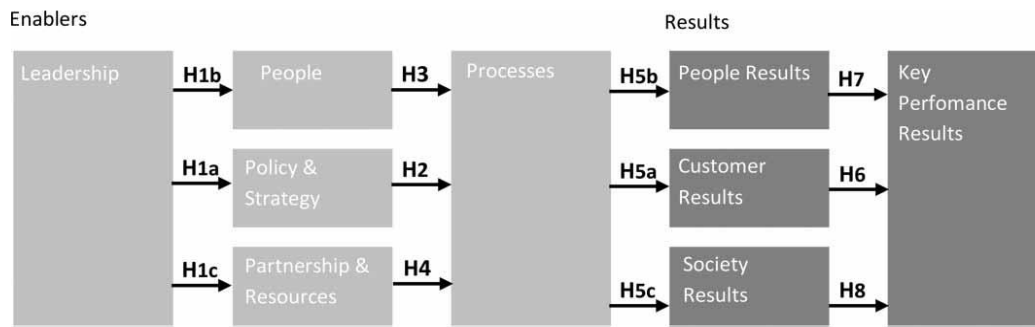 Enablers
Results
Leadership
H1b
People
H3
Processes
H5b
People Results
H7
Key
Perfomance
Results
H1a
Policy &
Strategy
H2
H5a
Customer
Results
H6
H1c
Partnership &
Resources
H4
H5c
Society
Results
H8